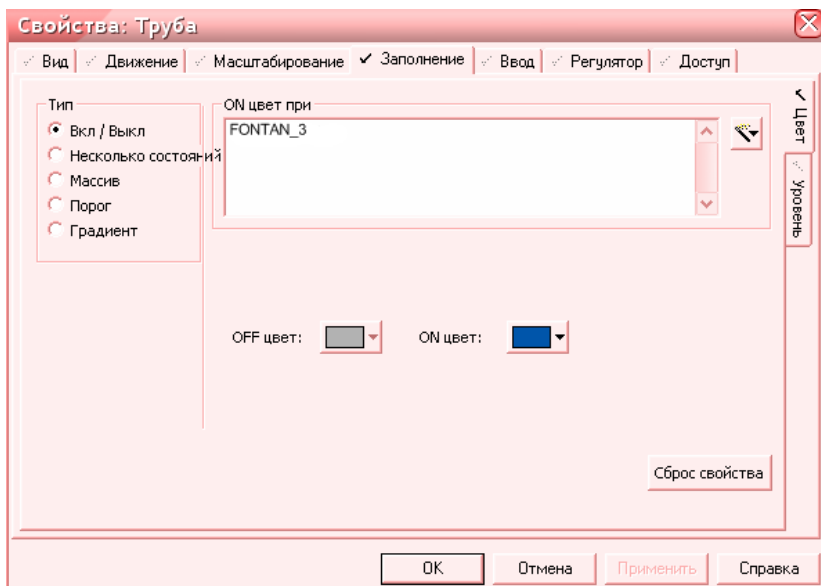 Свойства: Труба
Вид Движение Масштабирование Заполнение Ввод Регулятор Доступ
Тип
Вкл / Выкл
Несколько состояний
Массив
Порог
Градиент
ON цвет при
FONTAN_3
Цвет
Уровень
OFF цвет:
ON цвет:
Сброс свойства
OK
Отмена
Применить
Справка